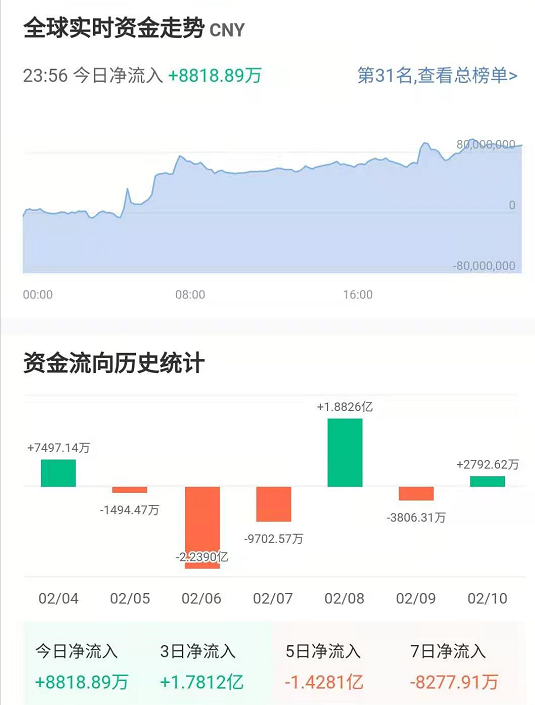 全球实时资金走势 CNY
23:56 今日净流入 +8818.89万 第31名,查看总榜单>
80,000,000
0
-80,000,000
00:00 08:00 16:00
资金流向历史统计
+1.8826亿
+7497.14万
+2792.62万
-1494.47万
-3806.31万
-9702.57万
-2.2390亿
02/04 02/05 02/06 02/07 02/08 02/09 02/10
今日净流入 3日净流入 5日净流入 7日净流入
+8818.89万 +1.7812亿 -1.4281亿 -8277.91万